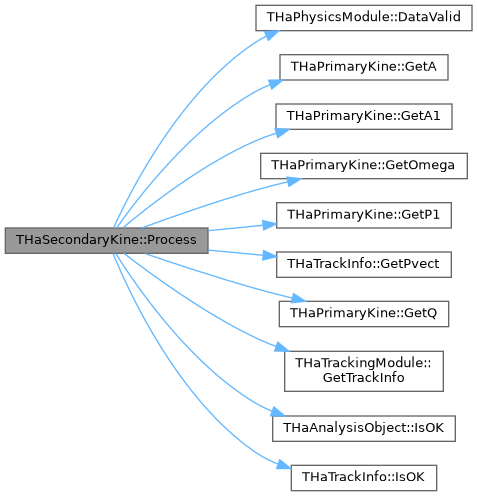 THaPhysicsModule::DataValid
THaPrimaryKine::GetA
THaPrimaryKine::GetA1
THaPrimaryKine::GetOmega
THaPrimaryKine::GetP1
THaSecondaryKine::Process
THaTrackInfo::GetPvect
THaPrimaryKine::GetQ
THaTrackingModule::
GetTrackInfo
THaAnalysisObject::IsOK
THaTrackInfo::IsOK